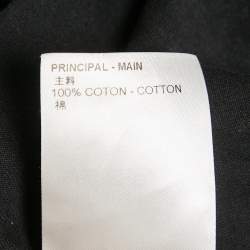 PRINCIPAL - MAIN
主料
100% COTON - COTTON
棉